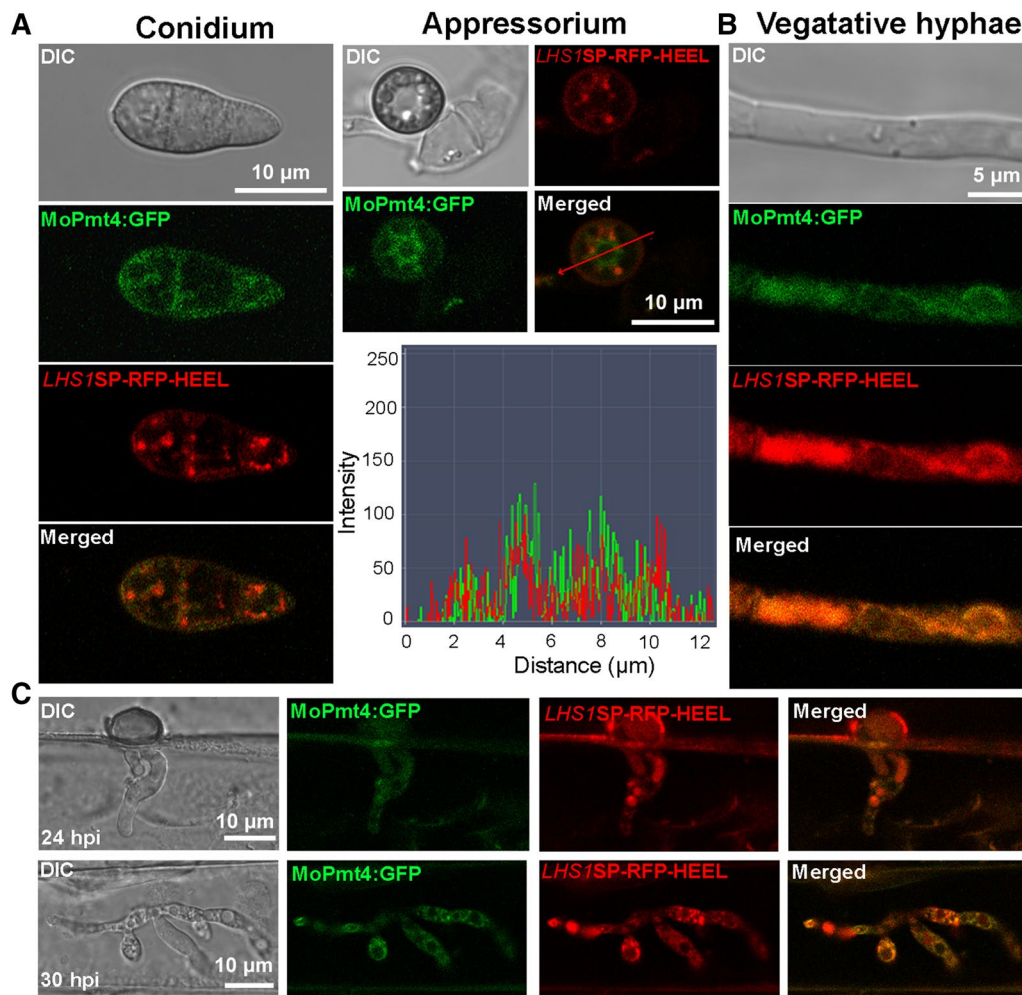 A
Conidium
DIC
10 µm
MoPmt4:GFP
LHS1SP-RFP-HEEL
Merged
Appressorium
DIC
LHS1SP-RFP-HEEL
MoPmt4:GFP
Merged
10 µm
250
200
150
100
50
0
Intensity
0 2 4 6 8 10 12
Distance (µm)
B Vegatative hyphae
DIC
5 µm
MoPmt4:GFP
LHS1SP-RFP-HEEL
Merged
C
DIC
24 hpi
10 µm
MoPmt4:GFP
LHS1SP-RFP-HEEL
Merged
DIC
30 hpi
10 µm
MoPmt4:GFP
LHS1SP-RFP-HEEL
Merged